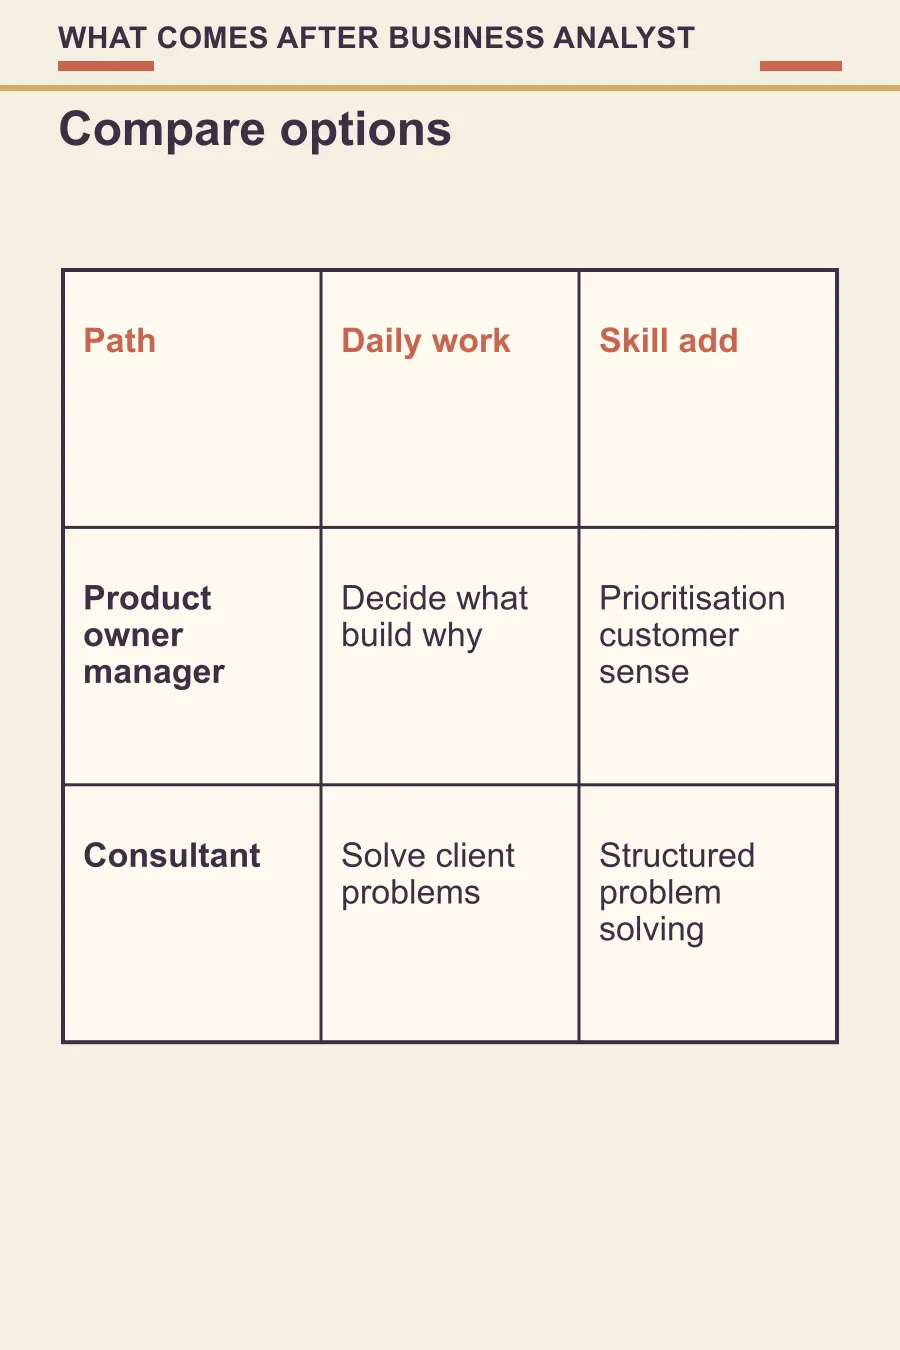 WHAT COMES AFTER BUSINESS ANALYST
Compare options
Path
Daily work
Skill add
Product
owner
manager
Decide what
build why
Prioritisation
customer
sense
Consultant
Solve client
problems
Structured
problem
solving